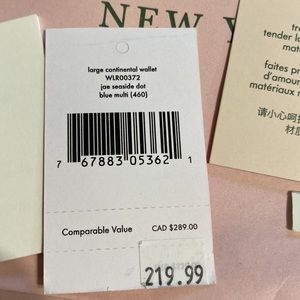 NEW Y
large continental wallet
WLR00372
jae seaside dot
blue multi (460)
7 67883 05362 1
Comparable Value CAD $289.00
219.99
tre
tender lo
mat
faites pr
d'amour
matériaux n
请小心呵护
材质